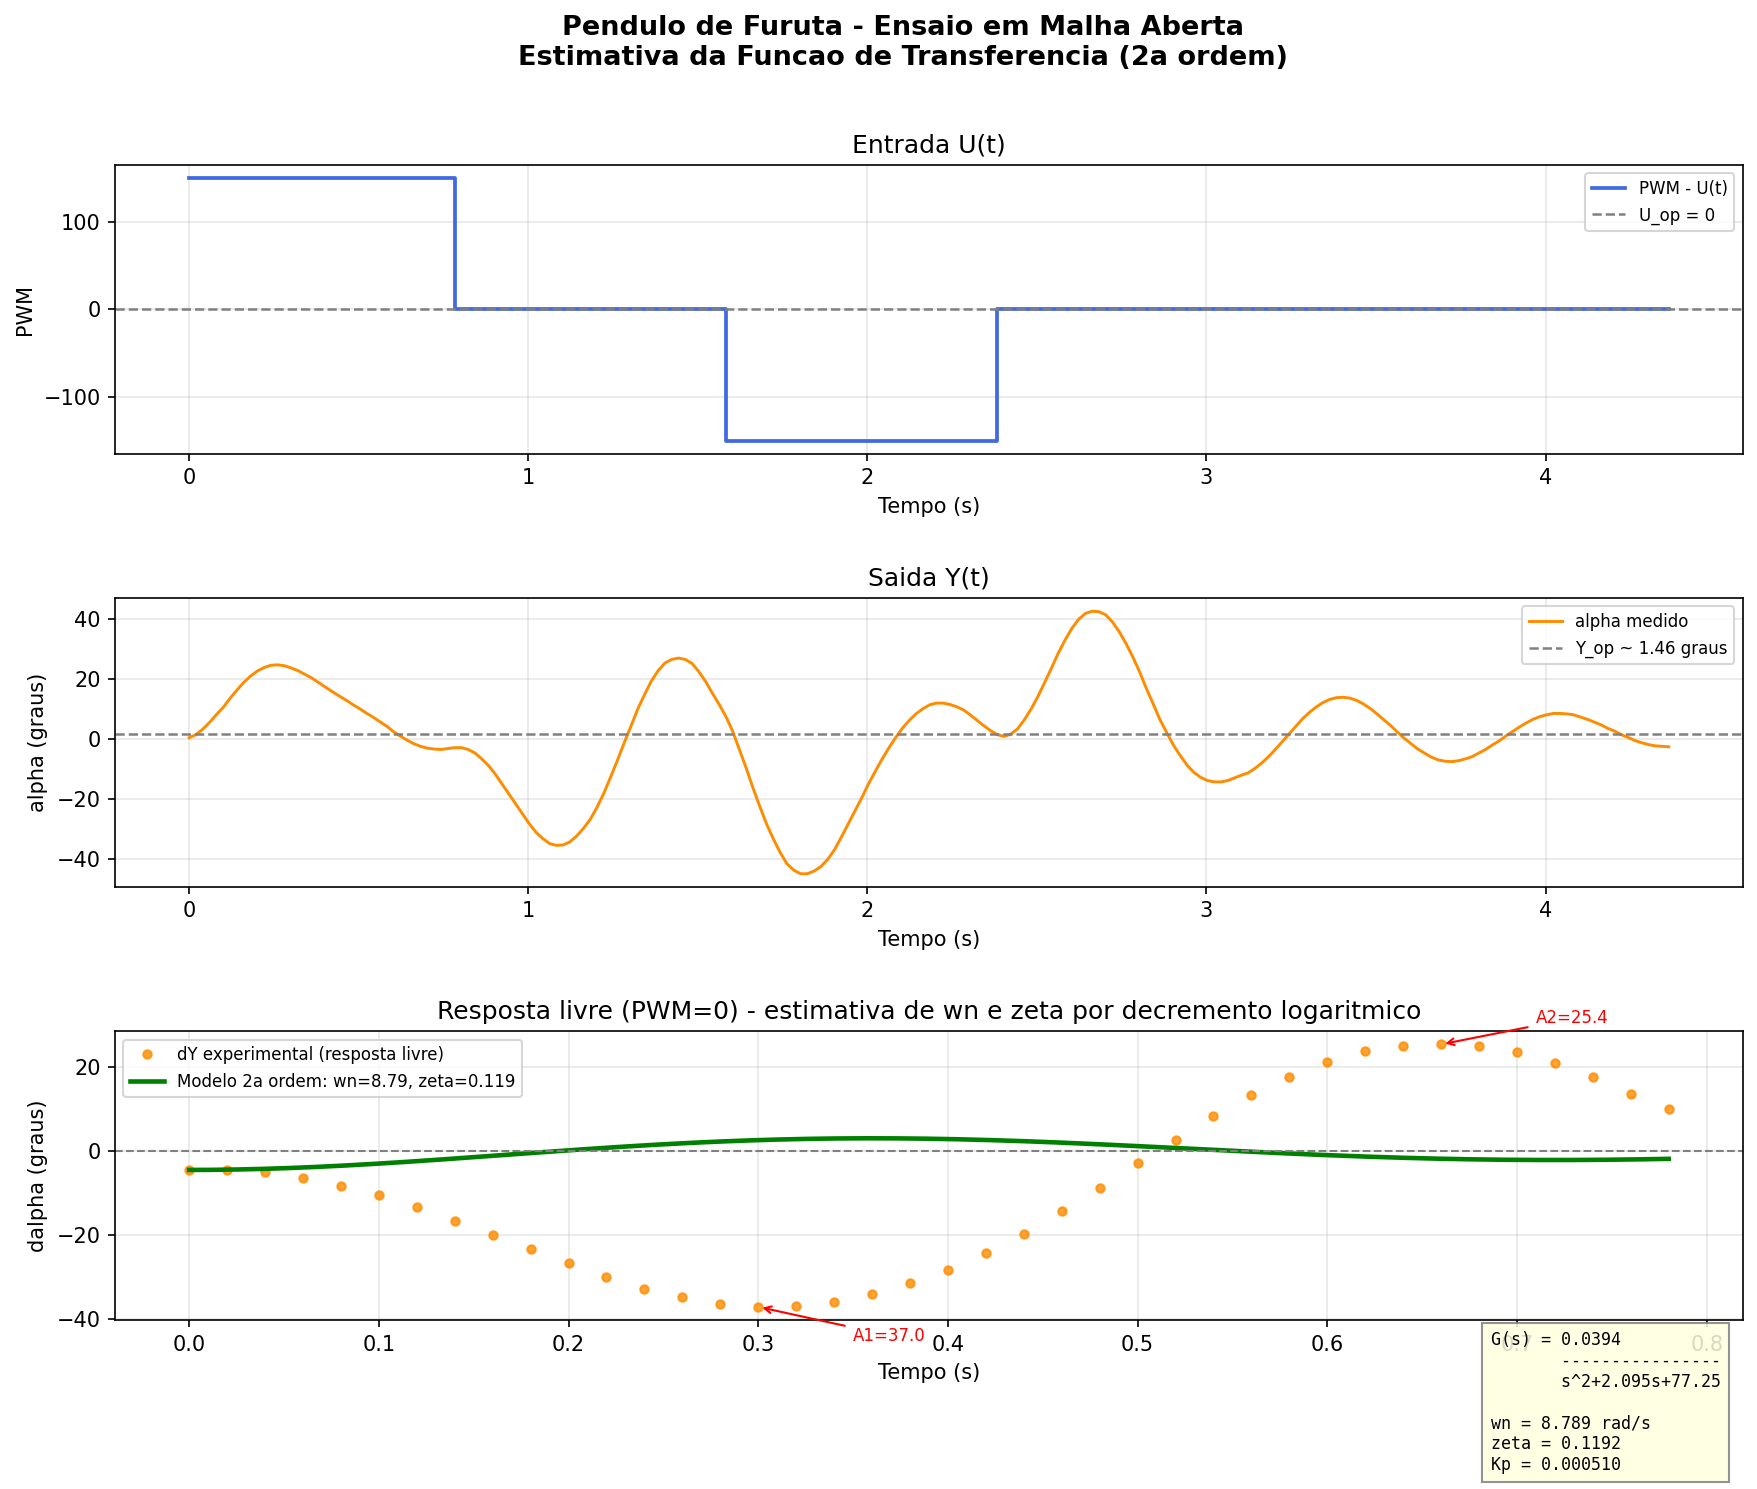 Pendulo de Furuta - Ensaio em Malha Aberta
Estimativa da Funcao de Transferencia (2a ordem)
Entrada U(t)
PWM - U(t)
U_op = 0
100
0
−100
PWM
0 1 2 3 4
Tempo (s)
Saida Y(t)
alpha medido
Y_op ~ 1.46 graus
40
20
0
−20
−40
alpha (graus)
0 1 2 3 4
Tempo (s)
Resposta livre (PWM=0) - estimativa de wn e zeta por decremento logaritmico
A2=25.4
dY experimental (resposta livre)
Modelo 2a ordem: wn=8.79, zeta=0.119
20
0
−20
−40
dalpha (graus)
A1=37.0
0.0 0.1 0.2 0.3 0.4 0.5 0.6 0.7 0.8
Tempo (s)
G(s) = 0.0394
----------------
s^2+2.095s+77.25
wn = 8.789 rad/s
zeta = 0.1192
Kp = 0.000510